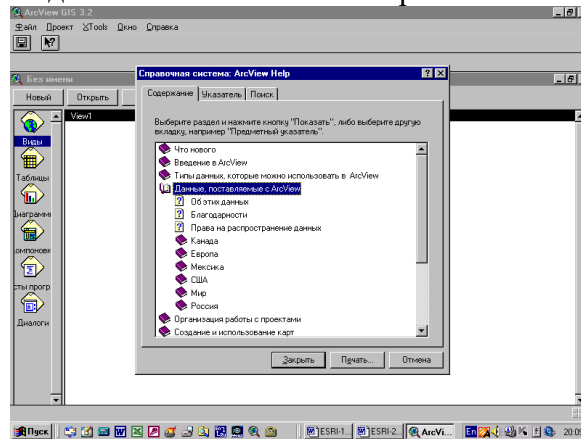 ArcView GIS 3.2
Файл Проект XTools Окно Справка
Без имени
Новый Открыть
View1
Виды
Таблицы
Диалоги
Справочная система: ArcView Help
Содержание Указатель Поиск
Выберите раздел и нажмите кнопку "Показать", либо выберите другую
вкладку, например "Предметный указатель".
Что нового
Введение в ArcView
Типы данных, которые можно использовать в ArcView
Данные, поставляемые с ArcView
Об этих данных
Благодарности
Права на распространение данных
Канада
Европа
Мексика
США
Мир
Россия
Организация работы с проектами
Создание и использование карт
Закрыть Печать... Отмена
Пуск ESRI-1... ESRI-2... ArcVi... En 20:05